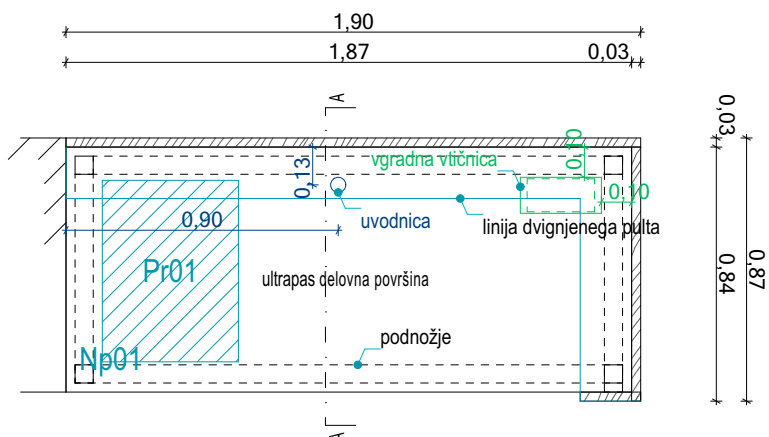 1,90
1,87
0,03
A
0,03
0,10
vgradna vtičnica
0,13
0,10
0,90
uvodnica
linija dvignjenega pulta
Pr01
ultrapas delovna površina
0,84
0,87
podnožje
Np01
A